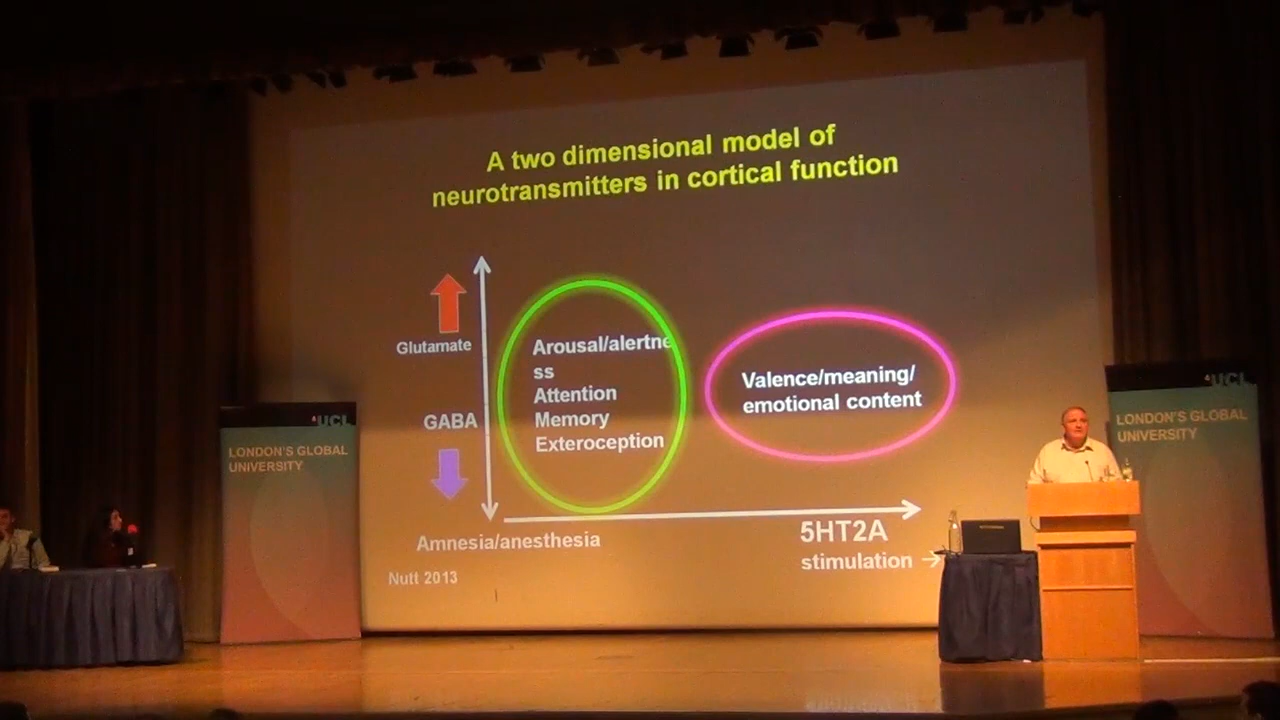 A two dimensional model of
neurotransmitters in cortical function
Glutamate
GABA
Arousal/alertne
ss
Attention
Memory
Exteroception
Valence/meaning/
emotional content
Amnesia/anesthesia
5HT2A
stimulation →
Nutt 2013
UCL
LONDON'S GLOBAL
UNIVERSITY
UCL
LONDON'S GLOBAL
UNIVERSITY